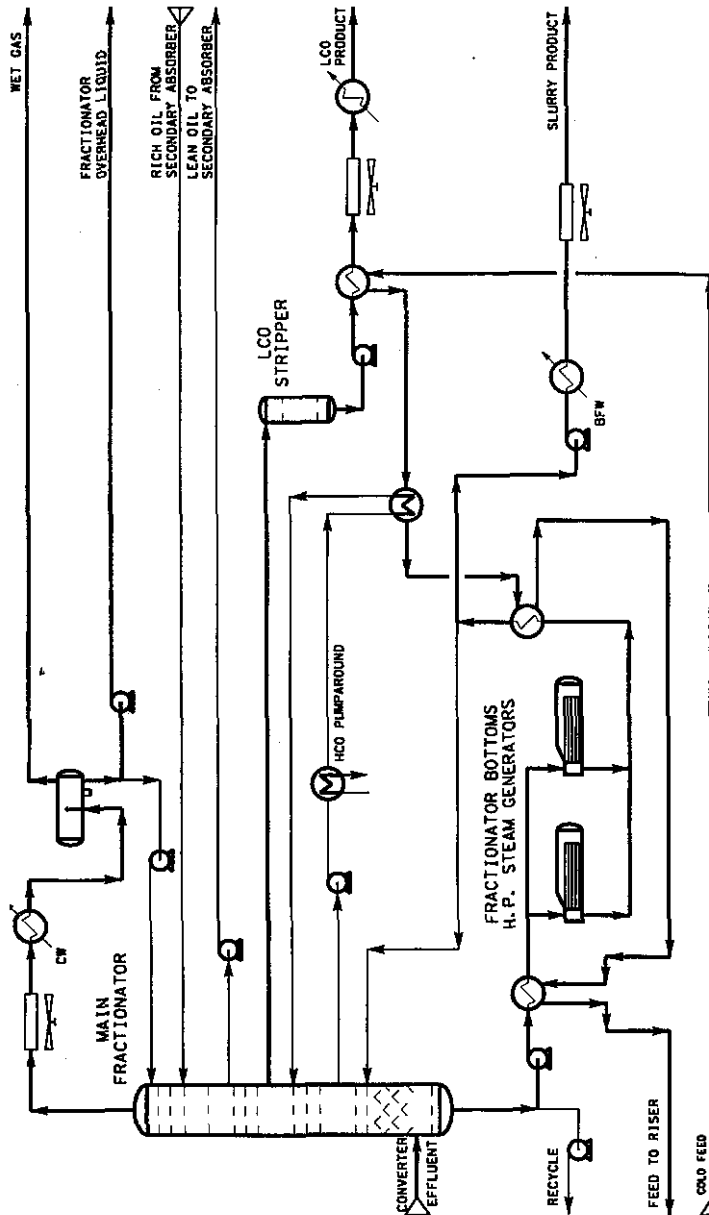 WET GAS
FRACTIONATOR
OVERHEAD LIQUID
RICH OIL FROM
SECONDARY ABSORBER
LEAN OIL TO
SECONDARY ABSORBER
LCO
PRODUCT
SLURRY PRODUCT
LCO
STRIPPER
BFW
HCO PUMPAROUND
FRACTIONATOR BOTTOMS
H.P. STEAM GENERATORS
CW
MAIN
FRACTIONATOR
CONVERTER
EFFLUENT
RECYCLE
FEED TO RISER
COLD FEED